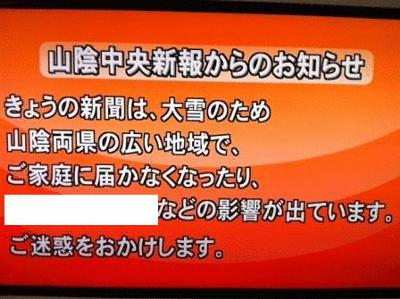 山陰中央新報からのお知らせ
きょうの新聞は、大雪のため
山陰両県の広い地域で、
ご家庭に届かなくなったり、
などの影響が出ています。
ご迷惑をおかけします。